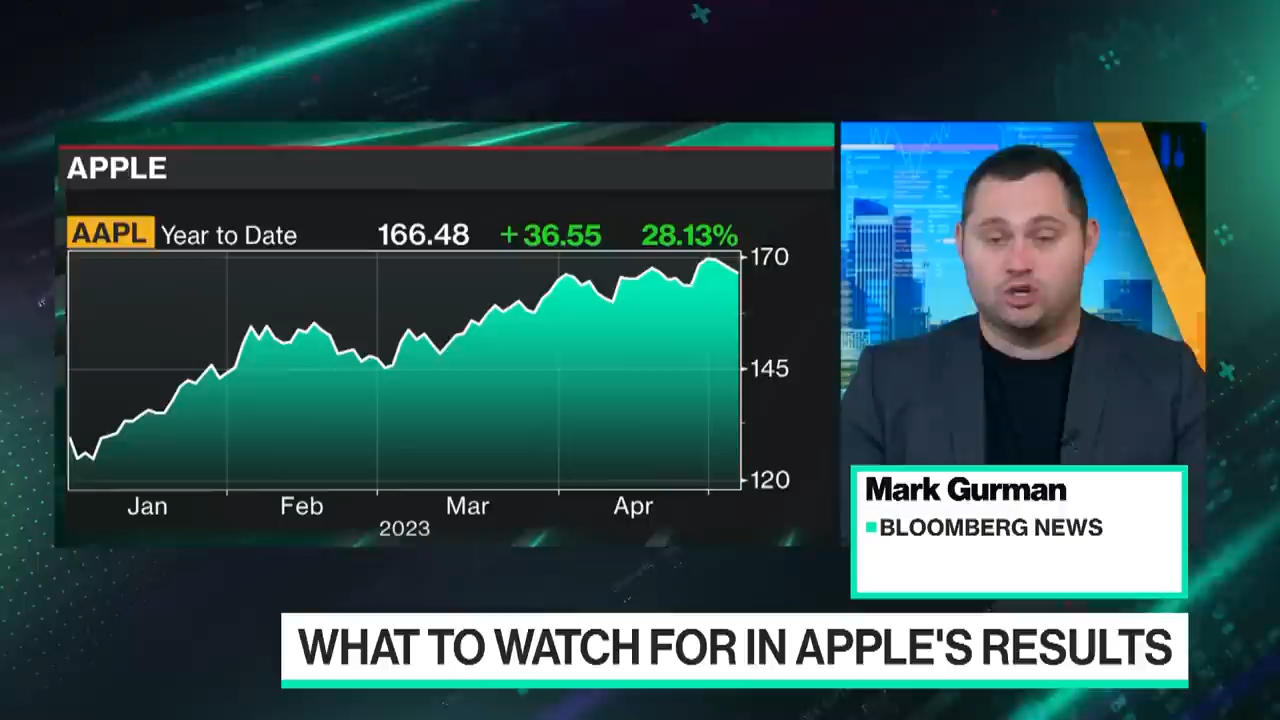 APPLE
AAPL Year to Date 166.48 +36.55 28.13%
170
145
120
Jan Feb Mar Apr
2023
Mark Gurman
BLOOMBERG NEWS
WHAT TO WATCH FOR IN APPLE'S RESULTS